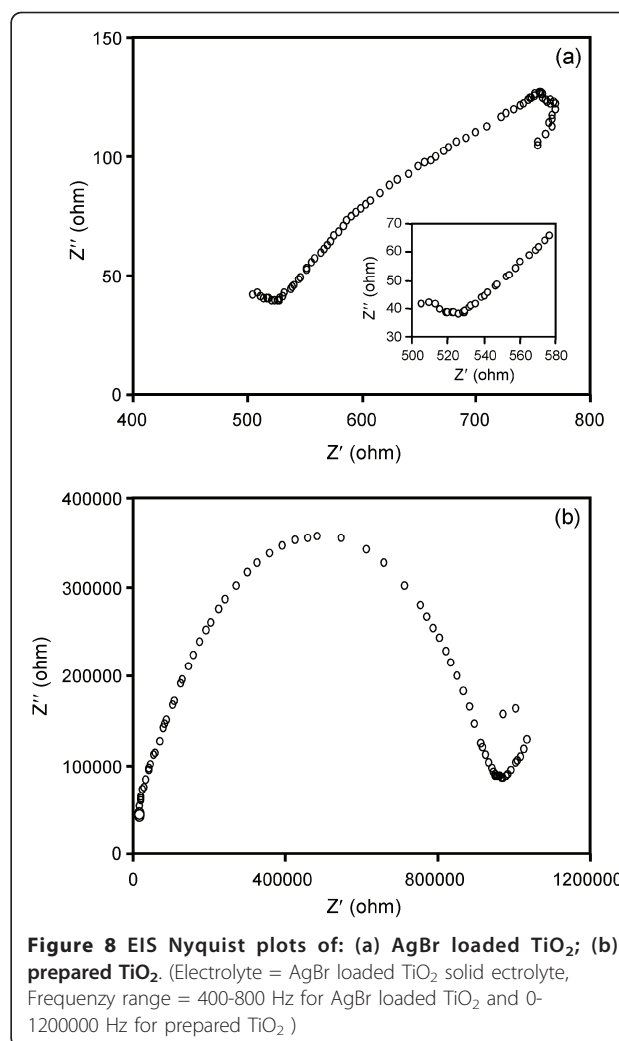 150
(a)
100
Z″ (ohm)
50
0
400 500 600 700 800
Z′ (ohm)
70
60
50
40
30
Z″ (ohm)
500 520 540 560 580
Z′ (ohm)
400000
(b)
300000
Z″ (ohm)
200000
100000
0
0 400000 800000 1200000
Z′ (ohm)
Figure 8 EIS Nyquist plots of: (a) AgBr loaded TiO₂; (b)
prepared TiO₂. (Electrolyte = AgBr loaded TiO₂ solid ectrolyte,
Frequenzy range = 400-800 Hz for AgBr loaded TiO₂ and 0-
1200000 Hz for prepared TiO₂ )